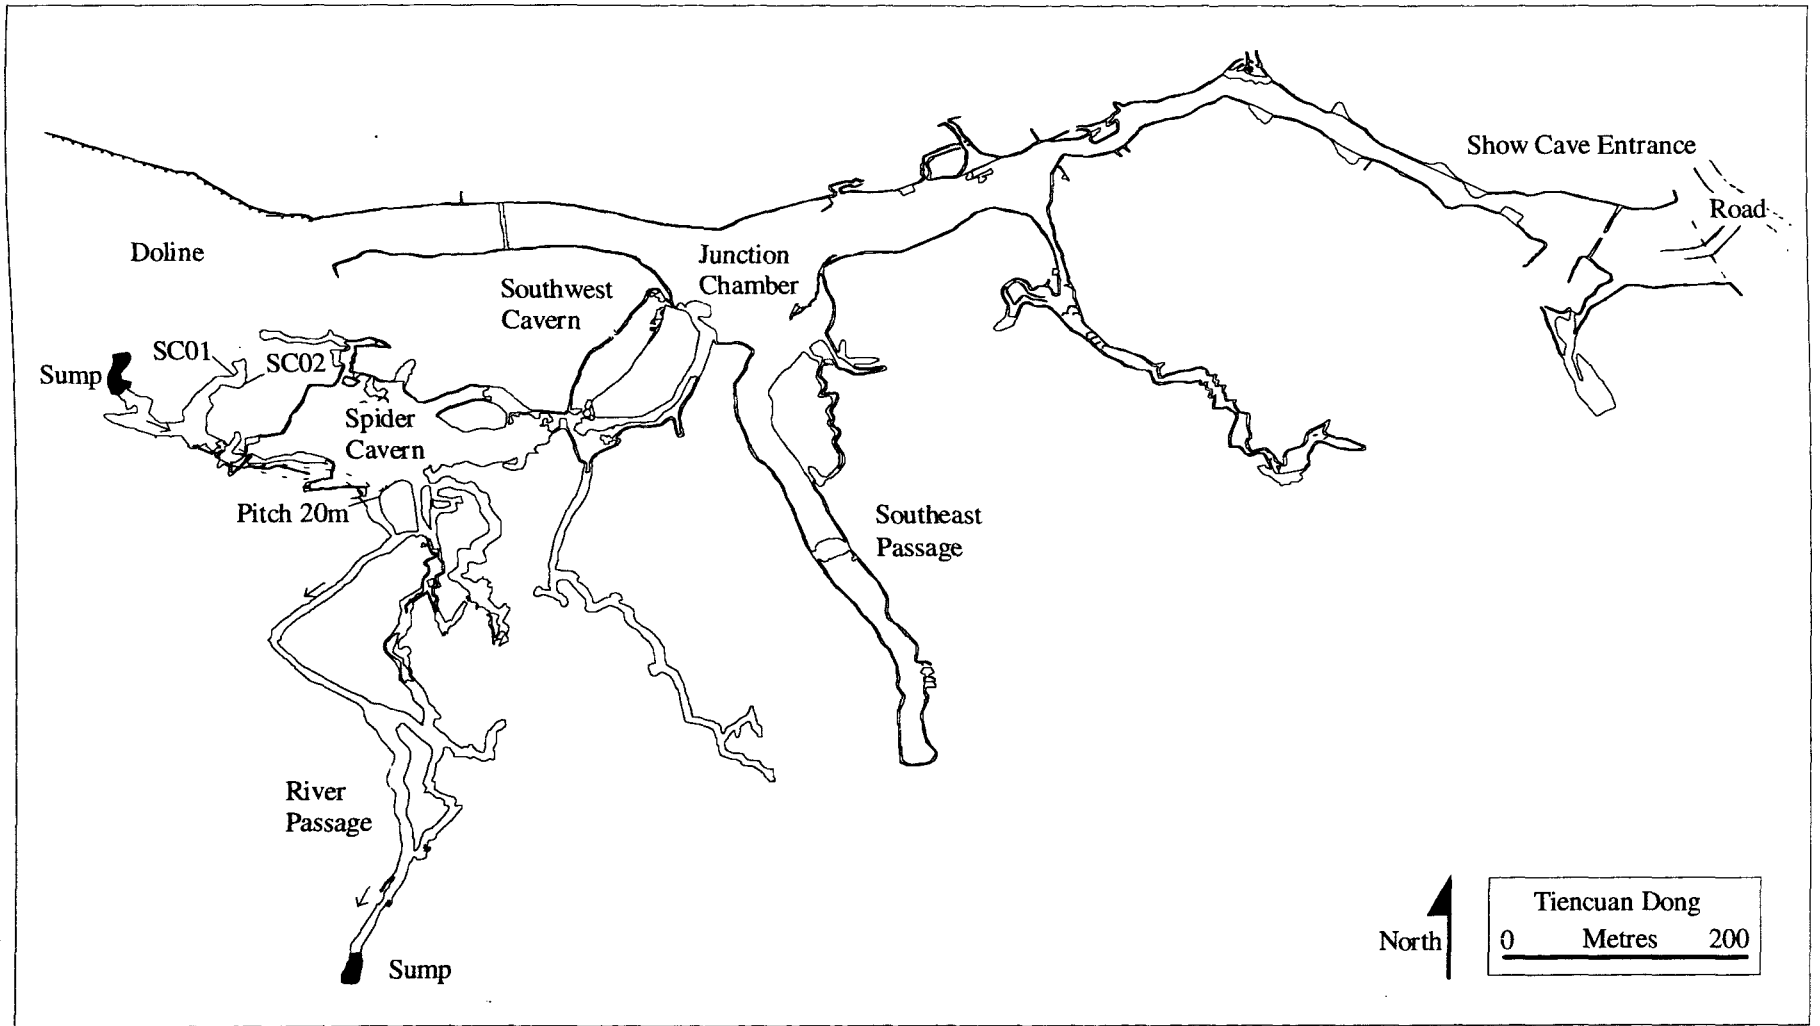 Show Cave Entrance
Road
Doline
Junction
Chamber
Southwest
Cavern
SC01
SC02
Sump
Spider
Cavern
Pitch 20m
Southeast
Passage
River
Passage
Sump
North
Tiencuan Dong
0 Metres 200